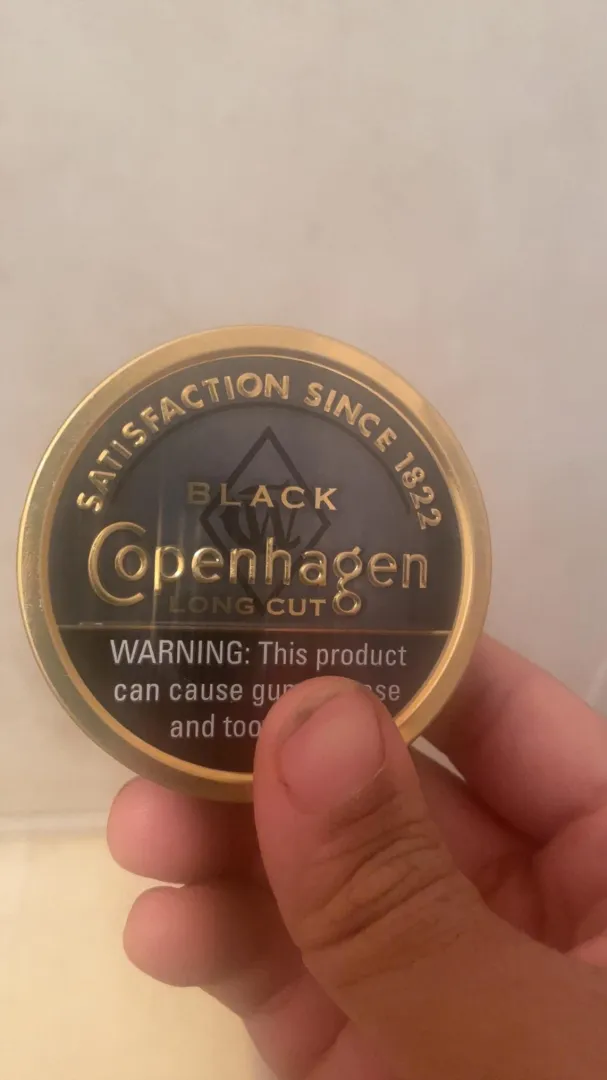 SATISFACTION SINCE 1822
BLACK
Copenhagen
LONG CUT
WARNING: This product
can cause
and